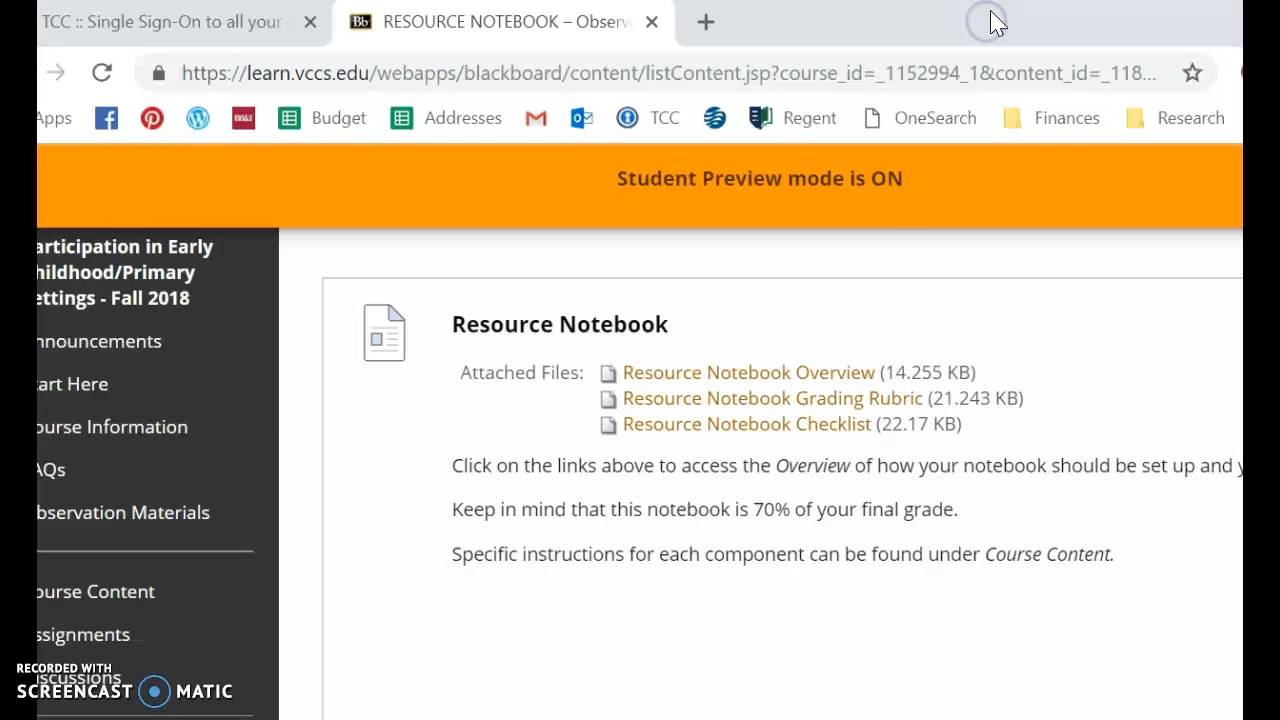 TCC :: Single Sign-On to all your
RESOURCE NOTEBOOK – Observ
https://learn.vccs.edu/webapps/blackboard/content/listContent.jsp?course_id=_1152994_1&content_id=_118...
Apps Budget Addresses TCC Regent OneSearch Finances Research
Student Preview mode is ON
articipation in Early
hildhood/Primary
ettings - Fall 2018
nnouncements
tart Here
ourse Information
AQs
bservation Materials
ourse Content
ssignments
iscussions
Resource Notebook
Attached Files: Resource Notebook Overview (14.255 KB)
Resource Notebook Grading Rubric (21.243 KB)
Resource Notebook Checklist (22.17 KB)
Click on the links above to access the Overview of how your notebook should be set up and y
Keep in mind that this notebook is 70% of your final grade.
Specific instructions for each component can be found under Course Content.
RECORDED WITH
SCREENCAST MATIC